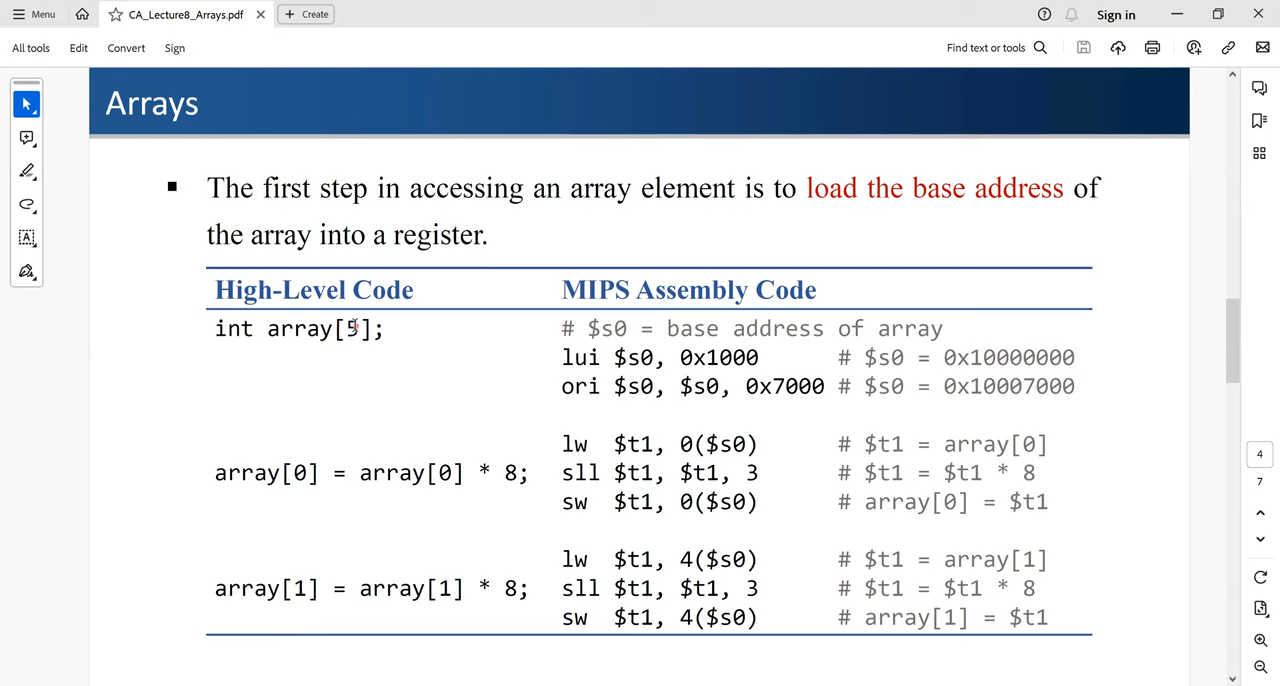 Menu CA_Lecture8_Arrays.pdf Create Sign in
All tools Edit Convert Sign Find text or tools
Arrays
▪ The first step in accessing an array element is to load the base address of
the array into a register.
High-Level Code MIPS Assembly Code
int array[5]; # $s0 = base address of array
lui $s0, 0x1000 # $s0 = 0x10000000
ori $s0, $s0, 0x7000 # $s0 = 0x10007000
lw $t1, 0($s0) # $t1 = array[0]
array[0] = array[0] * 8; sll $t1, $t1, 3 # $t1 = $t1 * 8
sw $t1, 0($s0) # array[0] = $t1
lw $t1, 4($s0) # $t1 = array[1]
array[1] = array[1] * 8; sll $t1, $t1, 3 # $t1 = $t1 * 8
sw $t1, 4($s0) # array[1] = $t1
4
7